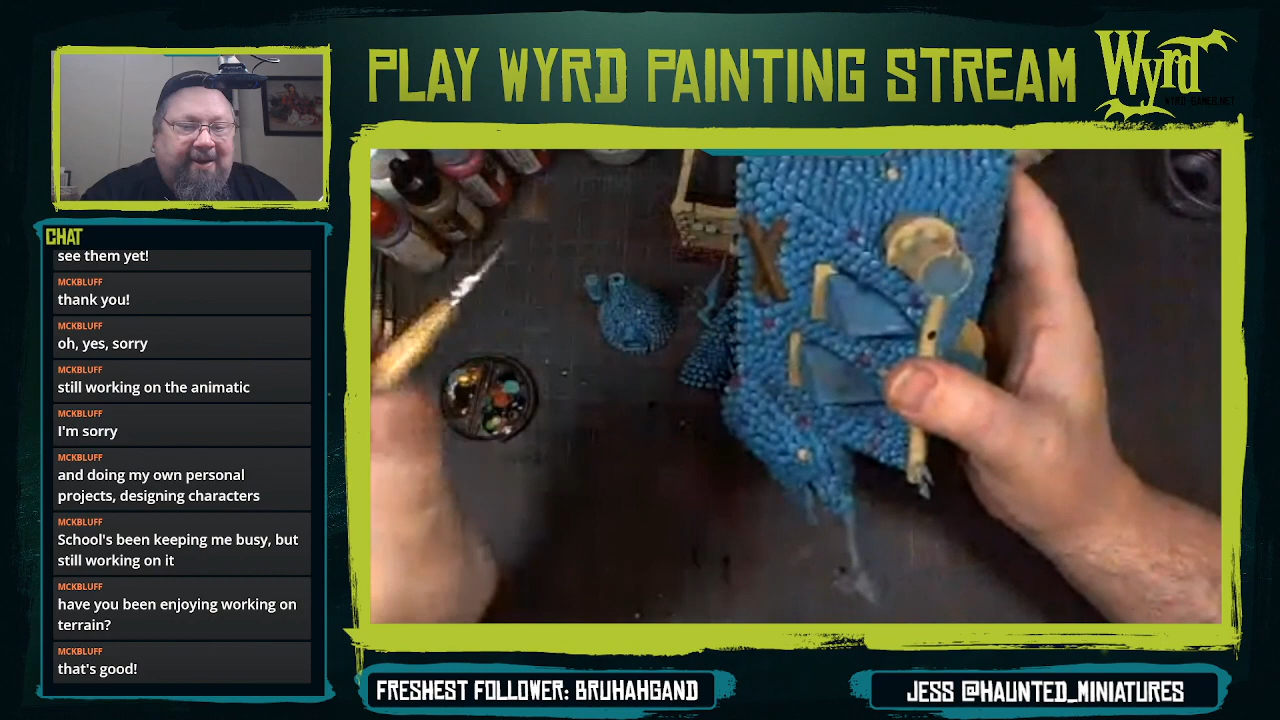 PLAY WYRD PAINTING STREAM
Wyrd
WYRD-GAMES.NET
CHAT
see them yet!
MCKBLUFF
thank you!
MCKBLUFF
oh, yes, sorry
MCKBLUFF
still working on the animatic
MCKBLUFF
I'm sorry
MCKBLUFF
and doing my own personal
projects, designing characters
MCKBLUFF
School's been keeping me busy, but
still working on it
MCKBLUFF
have you been enjoying working on
terrain?
MCKBLUFF
that's good!
FRESHEST FOLLOWER: BRUHAHGAND
JESS @HAUNTED_MINIATURES